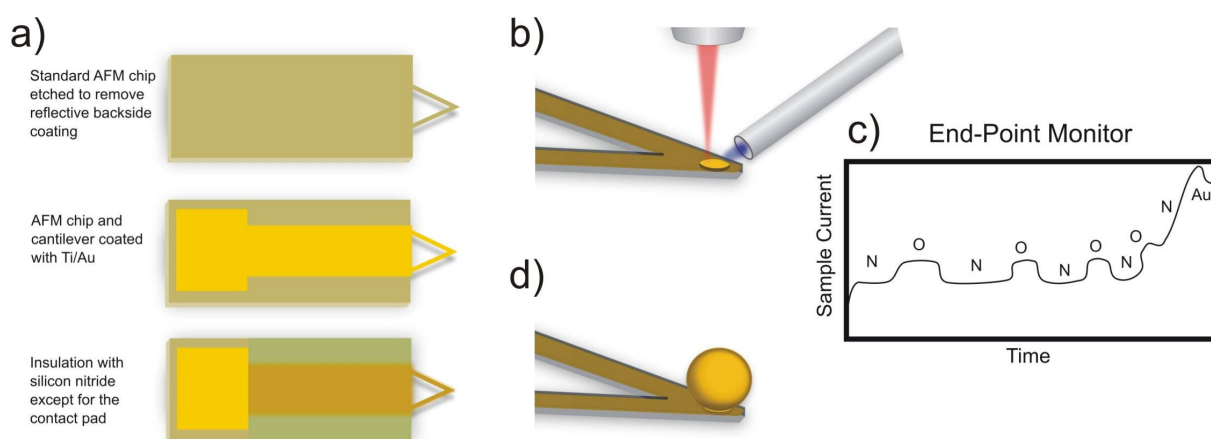 a)
Standard AFM chip
etched to remove
reflective backside
coating
AFM chip and
cantilever coated
with Ti/Au
Insulation with
silicon nitride
except for the
contact pad
b)
c)
End-Point Monitor
Sample Current
N
O
N
O
N
O
N
O
N
Au
Time
d)